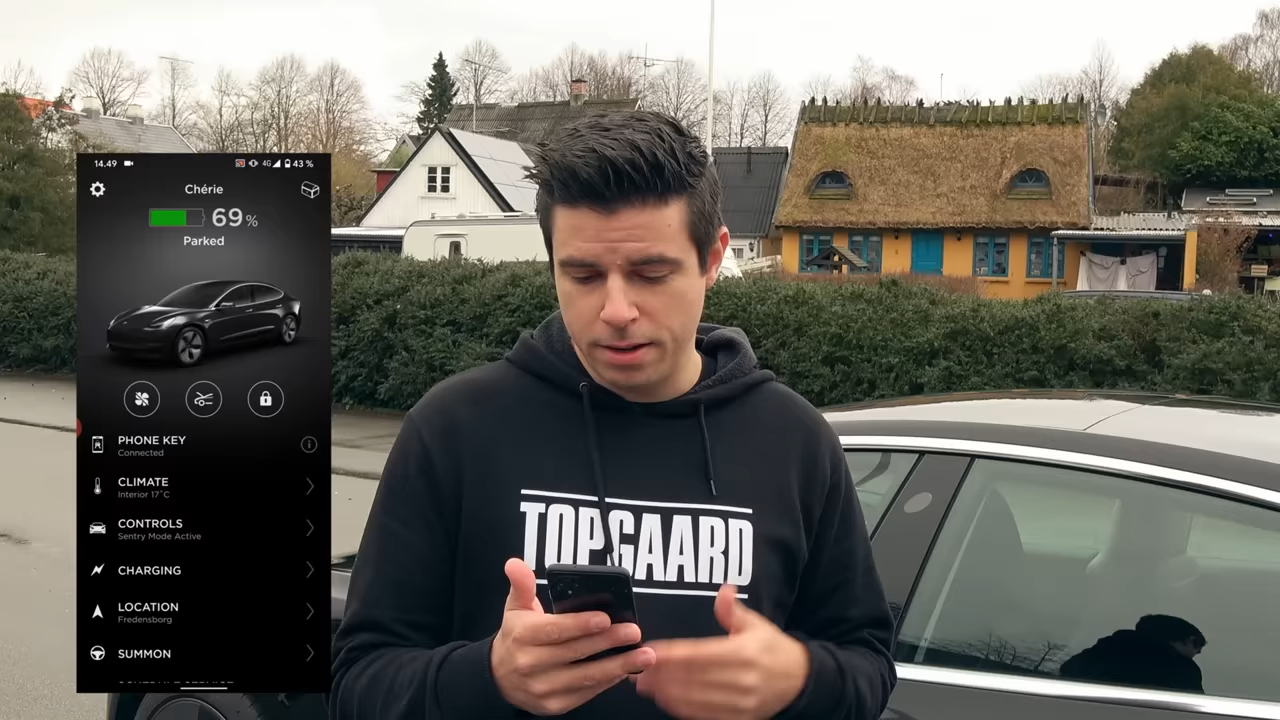 14.49 4G 43 %
Chérie
69 %
Parked
PHONE KEY
Connected
CLIMATE
Interior 17°C
CONTROLS
Sentry Mode Active
CHARGING
LOCATION
Fredensborg
SUMMON
TOPGAARD